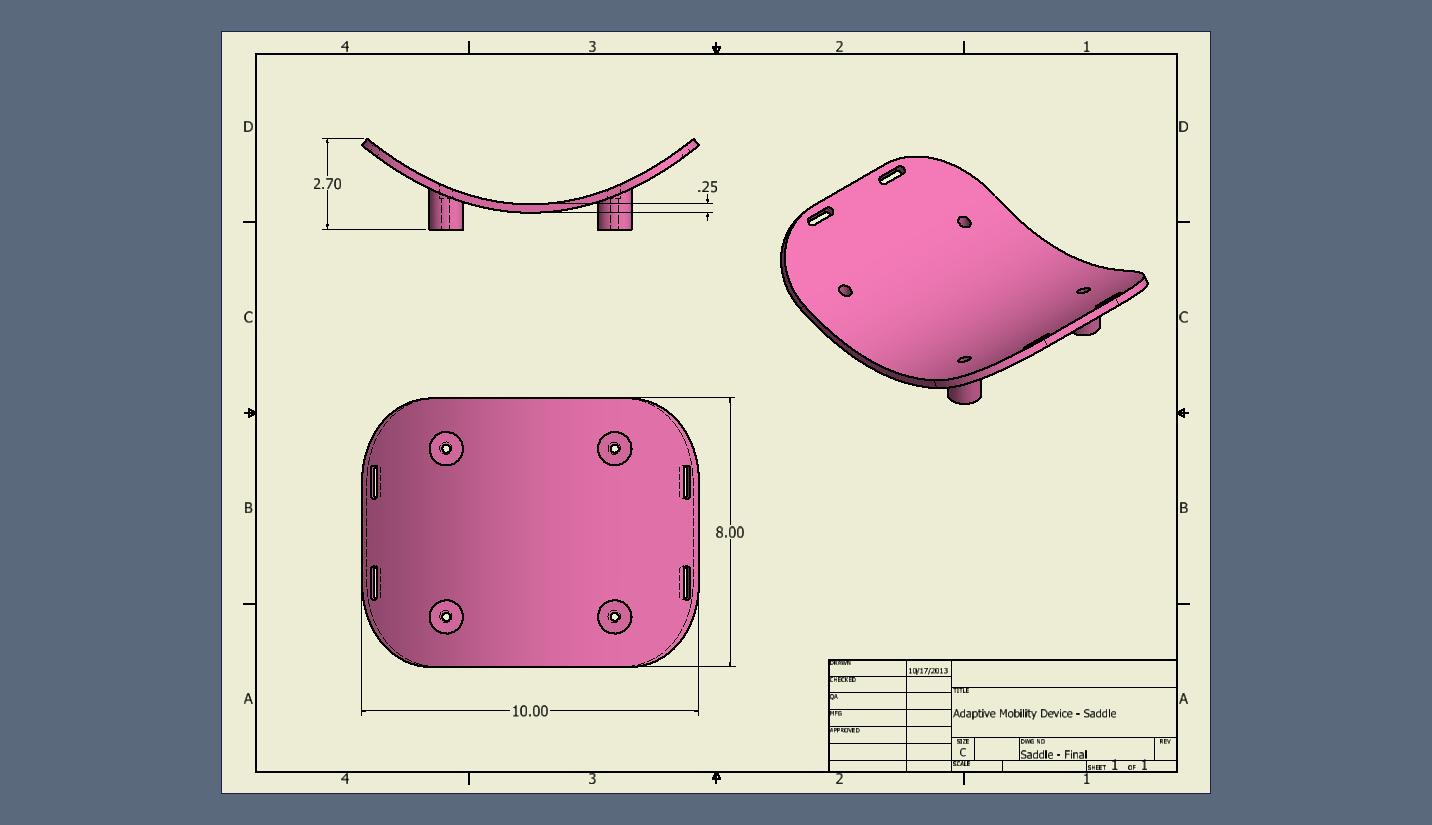 4 3 2 1
D D
2.70
.25
C C
B B
8.00
10.00
A A
DRAWN
10/17/2013
CHECKED
QA
MFG
APPROVED
TITLE
Adaptive Mobility Device - Saddle
SIZE
C
DWG NO
Saddle - Final
REV
SCALE
SHEET 1 OF 1
4 3 2 1